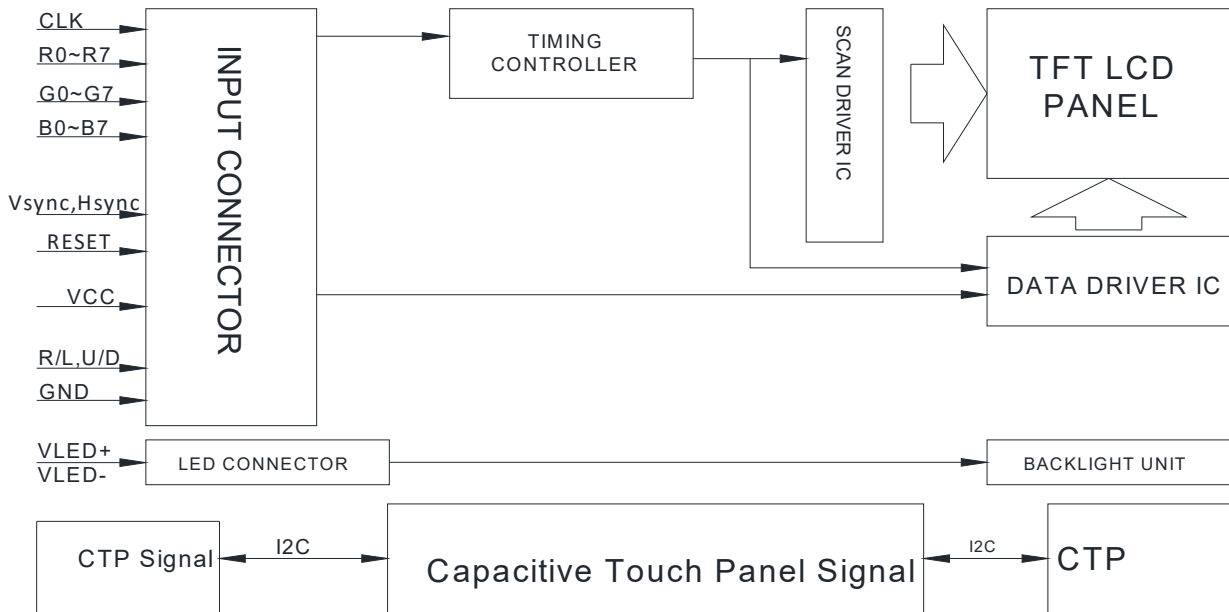 CLK
R0~R7
G0~G7
B0~B7
Vsync,Hsync
RESET
VCC
R/L,U/D
GND
INPUT CONNECTOR
TIMING
CONTROLLER
SCAN DRIVER IC
TFT LCD
PANEL
DATA DRIVER IC
VLED+
VLED-
LED CONNECTOR
BACKLIGHT UNIT
CTP Signal
I2C
Capacitive Touch Panel Signal
I2C
CTP